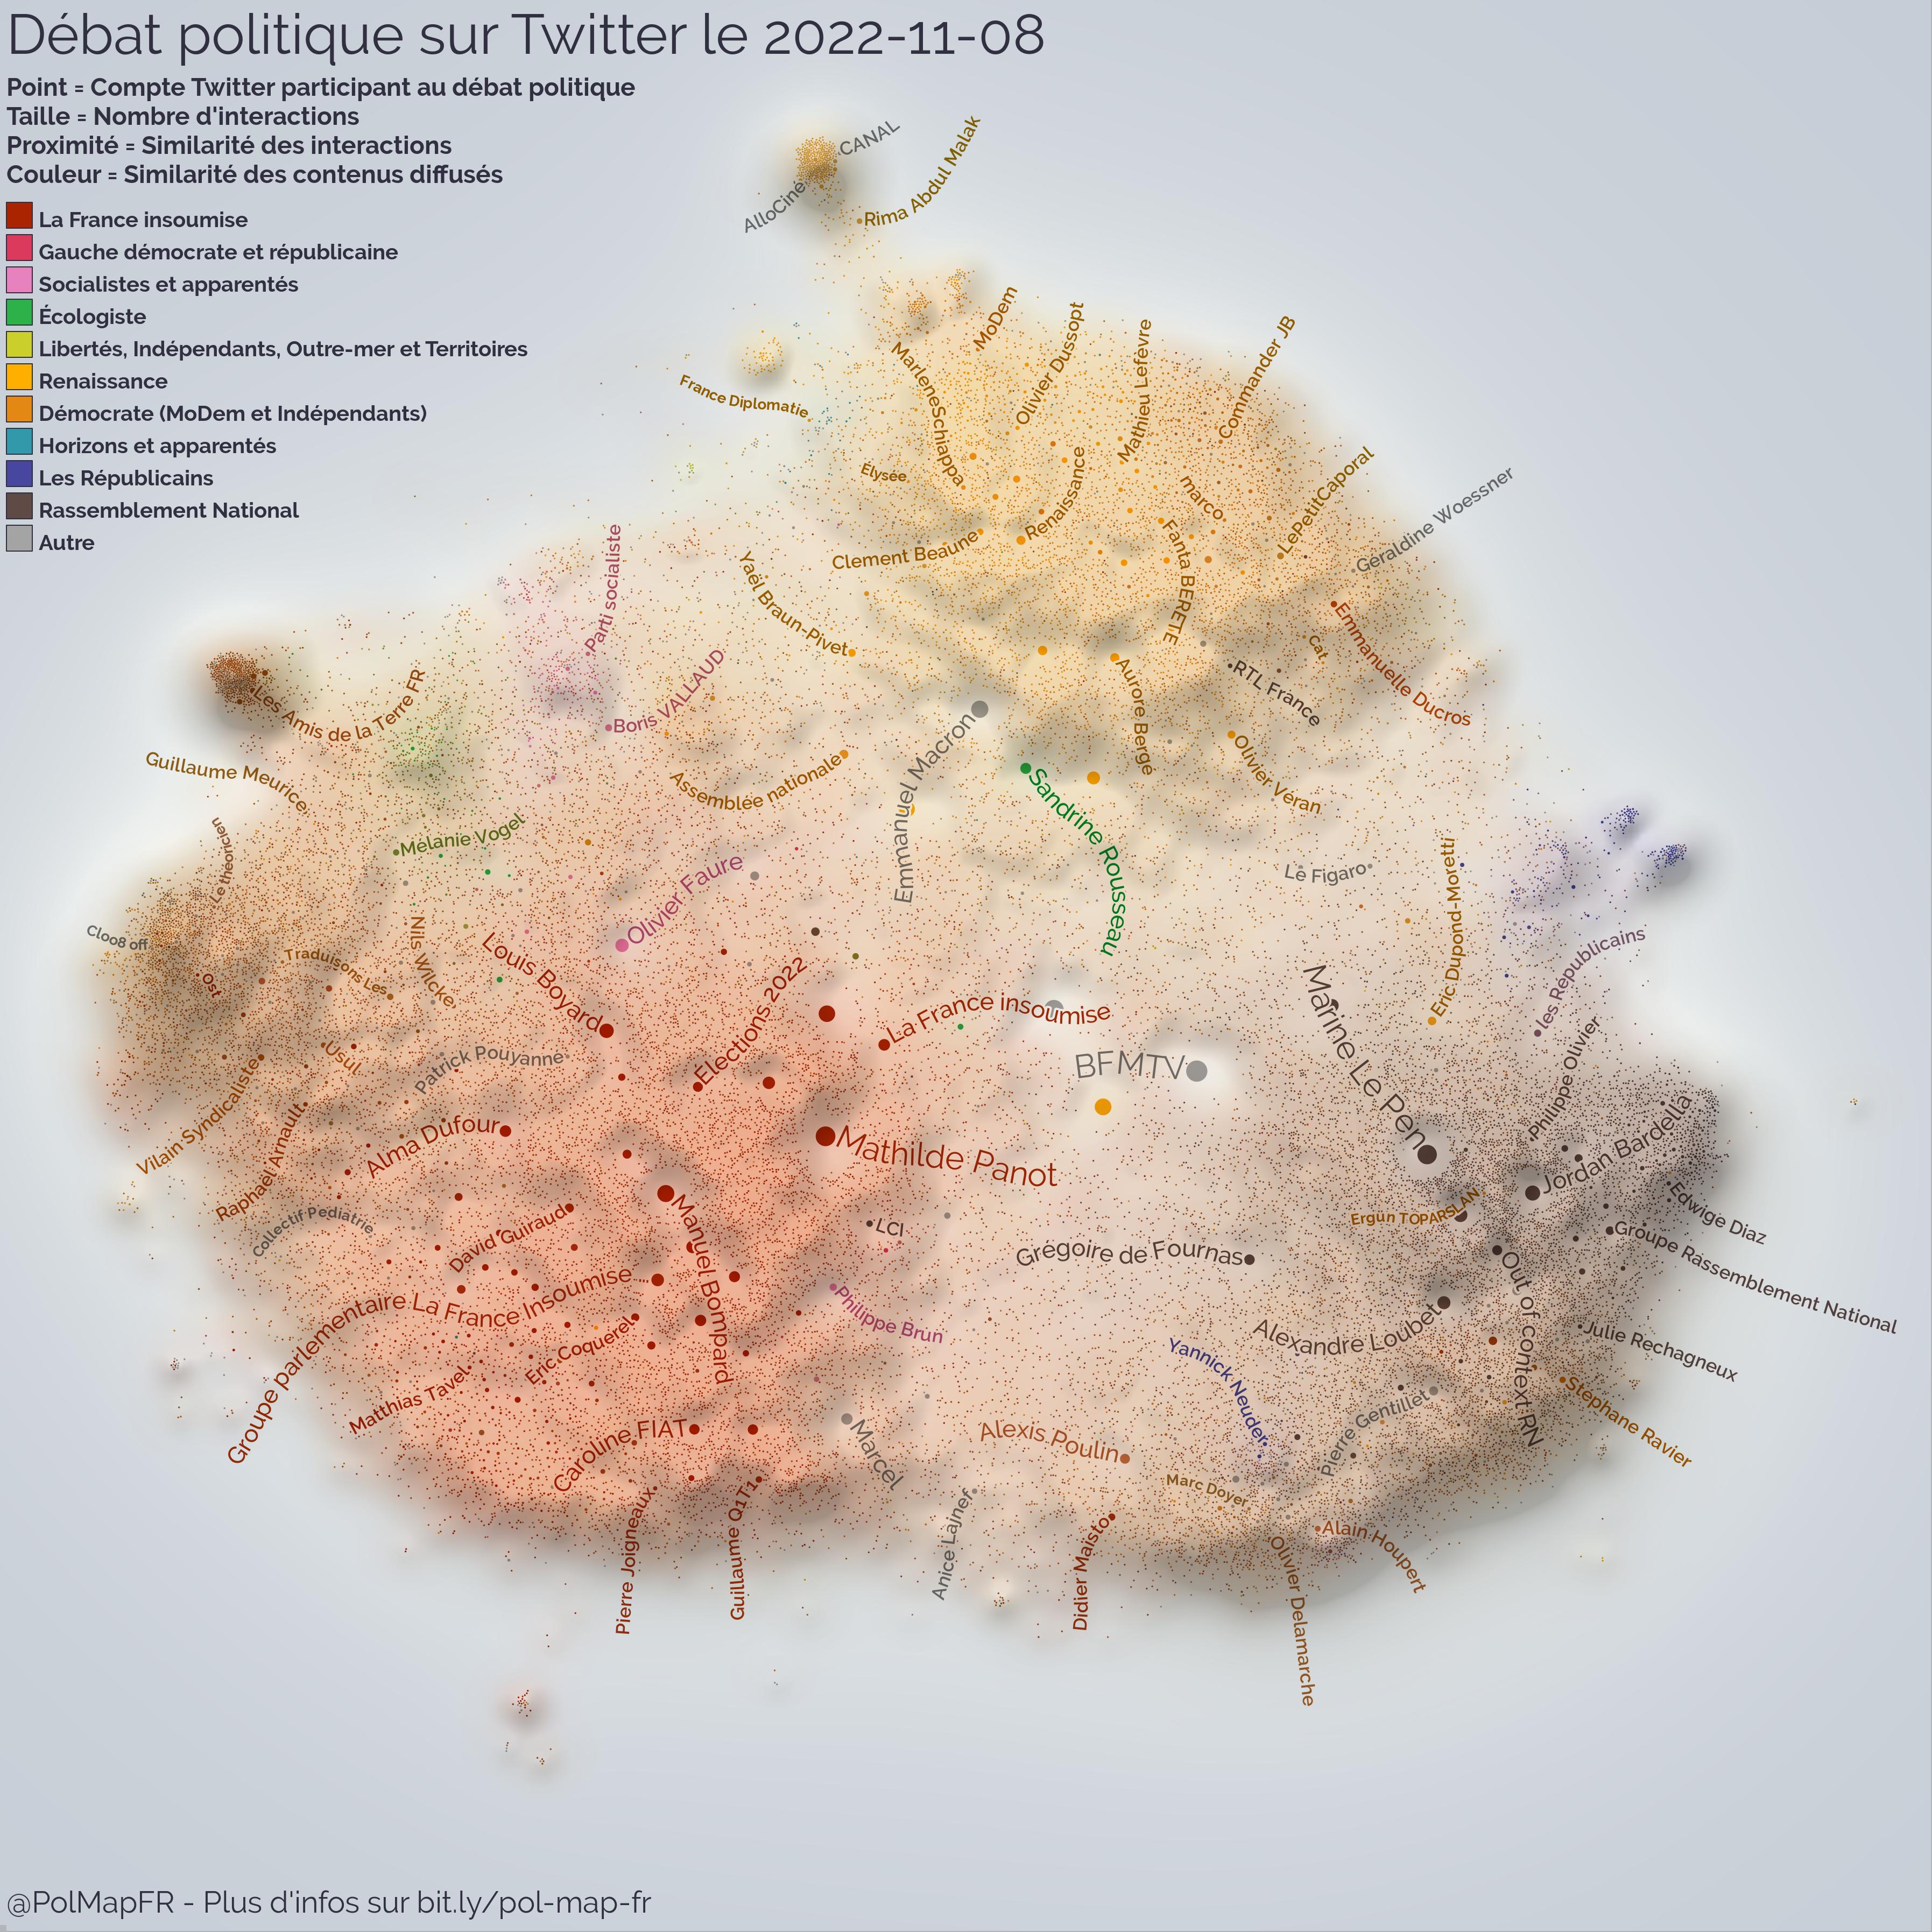 Débat politique sur Twitter le 2022-11-08
Point = Compte Twitter participant au débat politique
Taille = Nombre d'interactions
Proximité = Similarité des interactions
Couleur = Similarité des contenus diffusés
La France insoumise
Gauche démocrate et républicaine
Socialistes et apparentés
Écologiste
Libertés, Indépendants, Outre-mer et Territoires
Renaissance
Démocrate (MoDem et Indépendants)
Horizons et apparentés
Les Républicains
Rassemblement National
Autre
CANAL
AlloCiné
Rima Abdul Malak
MoDem
Olivier Dussopt
Mathieu Lefèvre
Commander JB
MarleneSchiappa
France Diplomatie
Élysée
Renaissance
marco
LePetitCaporal
Géraldine Woessner
Clement Beaune
Fanta BERETE
Yaël Braun-Pivet
Parti socialiste
Cat
Emmanuelle Ducros
RTL France
Boris VALLAUD
Les Amis de la Terre FR
Aurore Bergé
Emmanuel Macron
Olivier Véran
Assemblée nationale
Guillaume Meurice
Sandrine Rousseau
Mélanie Vogel
Le théoricien
Le Figaro
Eric Dupond-Moretti
Olivier Faure
Cloo8 off
Ost
Traduisons Les
Nils Wilcke
Louis Boyard
Elections 2022
La France insoumise
Marine Le Pen
les Républicains
Usul
Patrick Pouyanne
BFMTV
Philippe Olivier
Vilain Syndicaliste
Raphaël Arnault
Alma Dufour
Mathilde Panot
Jordan Bardella
Collectif Pediatrie
David Guiraud
Manuel Bompard
LCI
Grégoire de Fournas
Ergun TOPARSLAN
Edwige Diaz
Groupe Rassemblement National
Groupe parlementaire La France Insoumise...
Philippe Brun
Out of context RN
Alexandre Loubet
Julie Rechagneux
Eric Coquerel
Matthias Tavel
Yannick Neuder
Stéphane Ravier
Pierre Gentillet
Caroline FIAT
Marcel
Alexis Poulin
Marc Doyer
Pierre Joigneaux
Guillaume Q1T1
Anice Lajnef
Didier Maïsto
Alain Houpert
Olivier Delamarche
@PolMapFR - Plus d'infos sur bit.ly/pol-map-fr